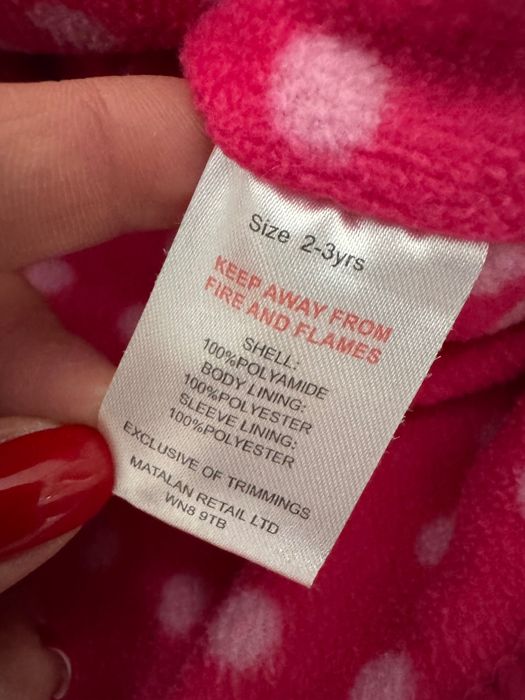 Size 2-3yrs
KEEP AWAY FROM
FIRE AND FLAMES
SHELL:
100%POLYAMIDE
BODY LINING:
100%POLYESTER
SLEEVE LINING:
100%POLYESTER
EXCLUSIVE OF TRIMMINGS
MATALAN RETAIL LTD
WN8 9TB